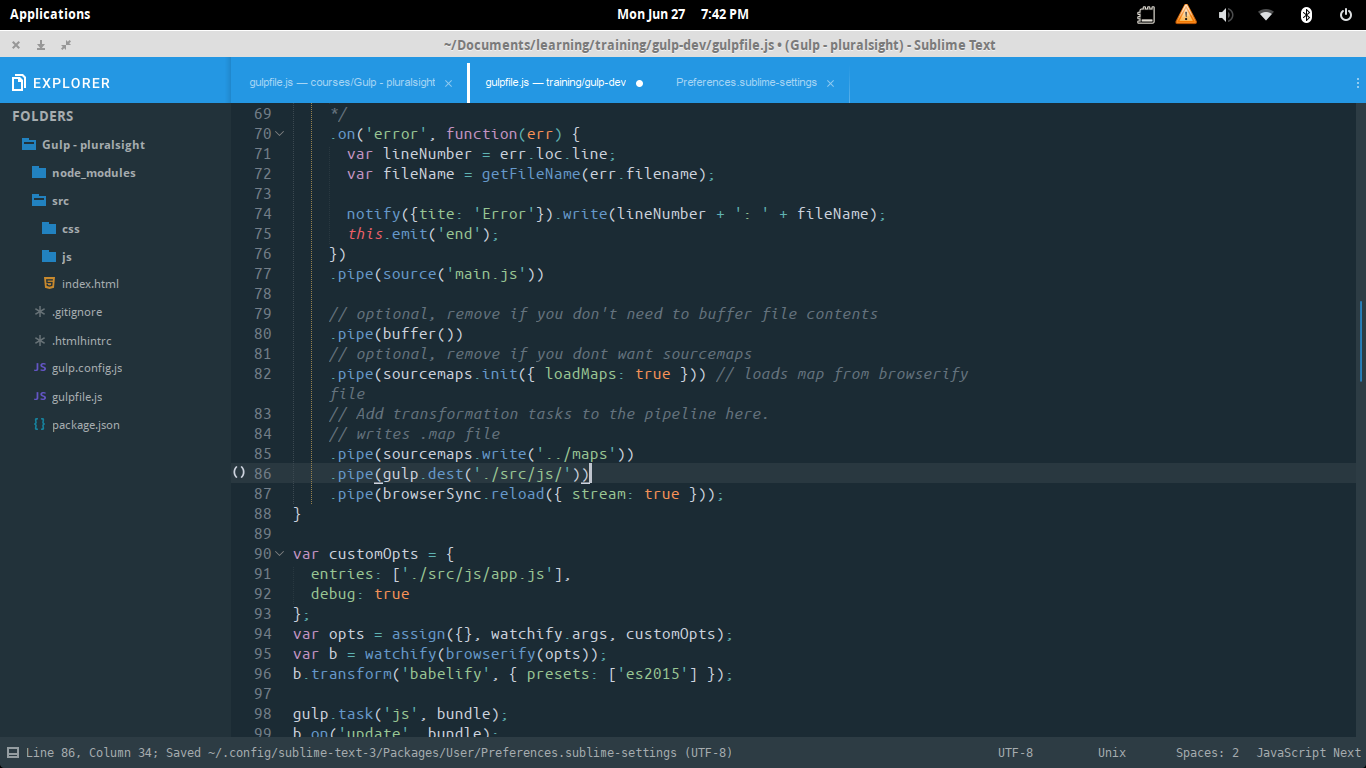 Applications
Mon Jun 27 7:42 PM
~/Documents/learning/training/gulp-dev/gulpfile.js • (Gulp - pluralsight) - Sublime Text
EXPLORER
gulpfile.js — courses/Gulp - pluralsight ×
gulpfile.js — training/gulp-dev
Preferences.sublime-settings ×
FOLDERS
Gulp - pluralsight
node_modules
src
css
js
index.html
.gitignore
.htmlhintrc
JS gulp.config.js
JS gulpfile.js
{} package.json
69 */
70 .on('error', function(err) {
71 var lineNumber = err.loc.line;
72 var fileName = getFileName(err.filename);
73
74 notify({tite: 'Error'}).write(lineNumber + ': ' + fileName);
75 this.emit('end');
76 })
77 .pipe(source('main.js'))
78
79 // optional, remove if you don't need to buffer file contents
80 .pipe(buffer())
81 // optional, remove if you dont want sourcemaps
82 .pipe(sourcemaps.init({ loadMaps: true })) // loads map from browserify
file
83 // Add transformation tasks to the pipeline here.
84 // writes .map file
85 .pipe(sourcemaps.write('../maps'))
() 86 .pipe(gulp.dest('./src/js/'))
87 .pipe(browserSync.reload({ stream: true }));
88 }
89
90 var customOpts = {
91 entries: ['./src/js/app.js'],
92 debug: true
93 };
94 var opts = assign({}, watchify.args, customOpts);
95 var b = watchify(browserify(opts));
96 b.transform('babelify', { presets: ['es2015'] });
97
98 gulp.task('js', bundle);
99 b.on('update', bundle);
Line 86, Column 34; Saved ~/.config/sublime-text-3/Packages/User/Preferences.sublime-settings (UTF-8)
UTF-8
Unix
Spaces: 2
JavaScript Next